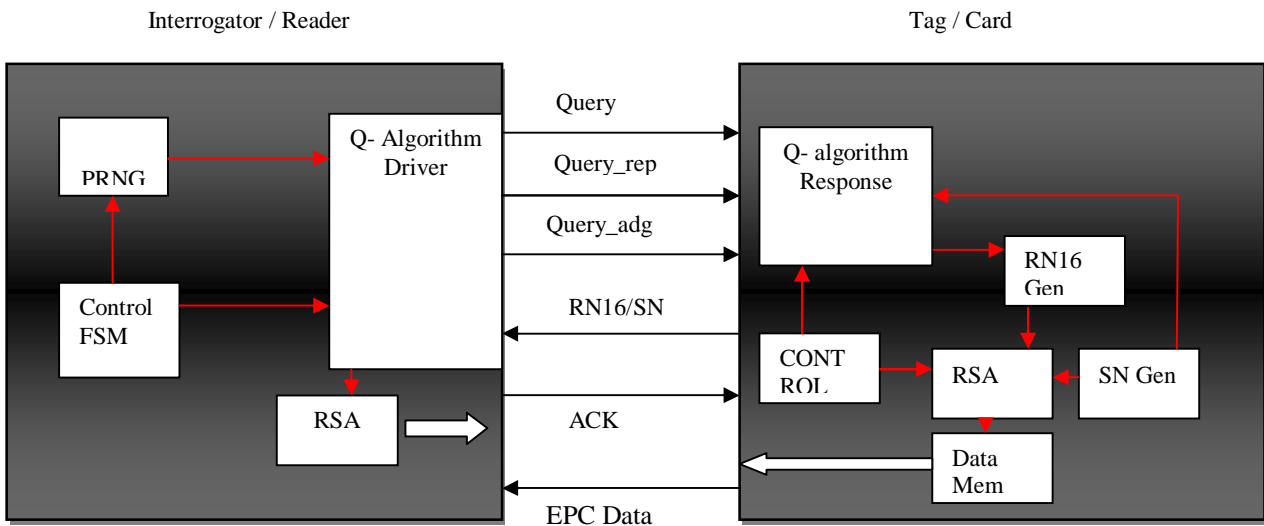 Interrogator / Reader
Tag / Card
PRNG
Q- Algorithm
Driver
Control
FSM
RSA
Query
Query_rep
Query_adg
RN16/SN
ACK
EPC Data
Q- algorithm
Response
RN16
Gen
CONT
ROL
RSA
SN Gen
Data
Mem